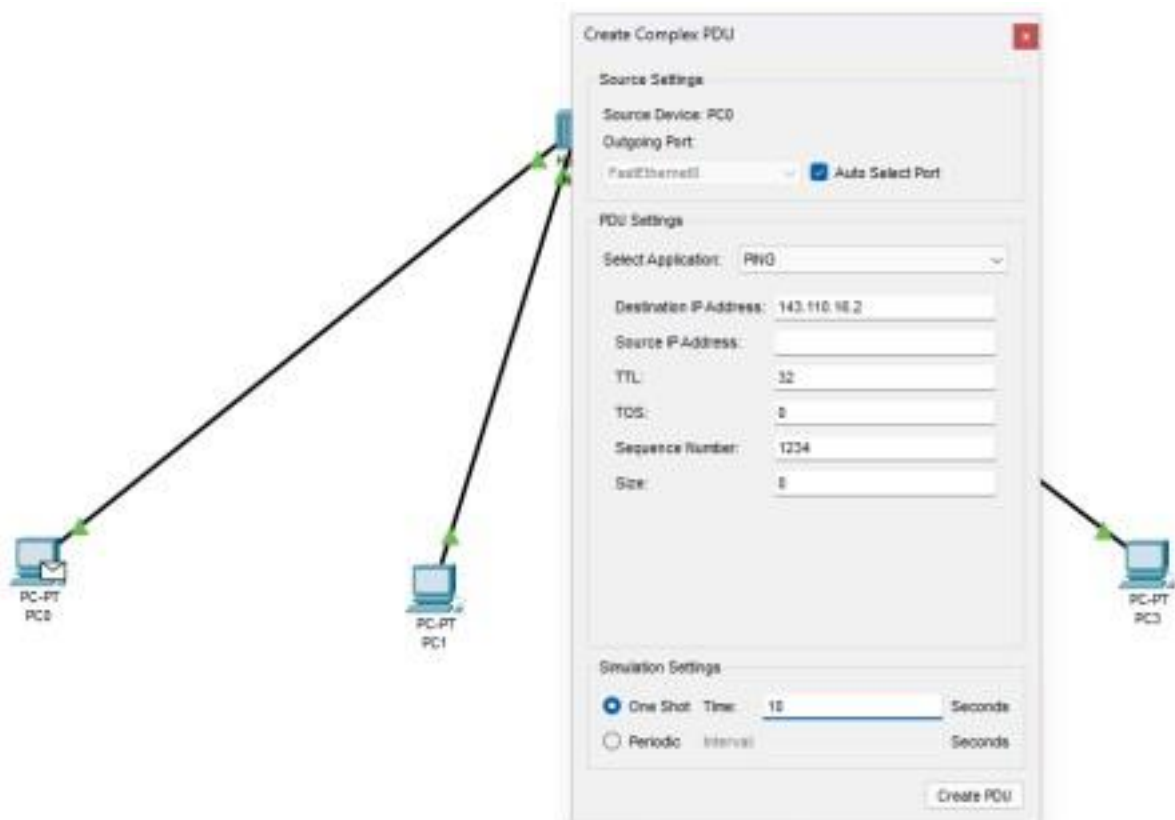 Create Complex PDU
Source Settings
Source Device: PC0
Outgoing Port:
FastEthernet0
Auto Select Port
PDU Settings
Select Application: PING
Destination IP Address: 143.110.16.2
Source IP Address:
TTL: 32
TOS: 0
Sequence Number: 1234
Size: 0
Simulation Settings
One Shot Time: 10 Seconds
Periodic Interval: Seconds
Create PDU
PC-PT
PC0
PC-PT
PC1
PC-PT
PC3